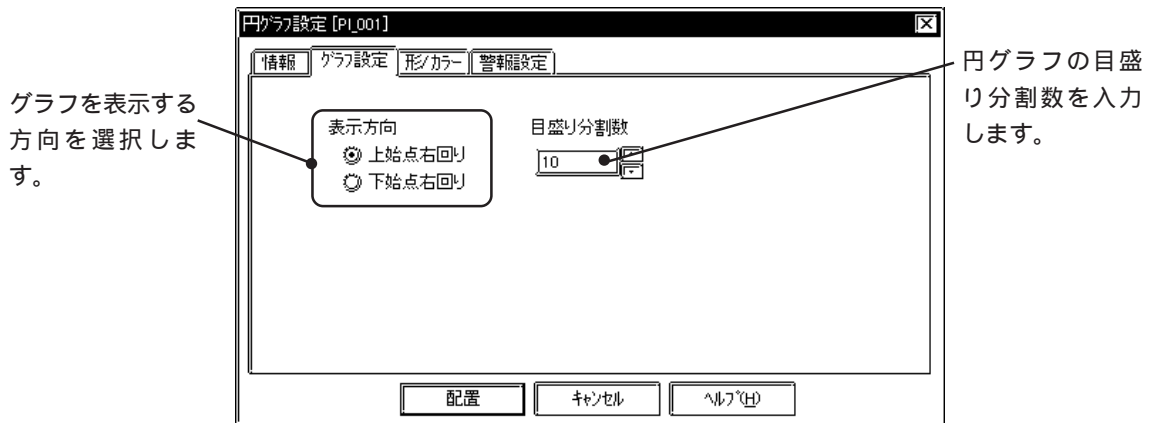 円グラフ設定 [PI_001]
情報 グラフ設定 形/カラー 警報設定
グラフを表示する
方向を選択しま
す。
表示方向
上始点右回り
下始点右回り
目盛り分割数
10
円グラフの目盛
り分割数を入力
します。
配置 キャンセル ヘルプ(H)